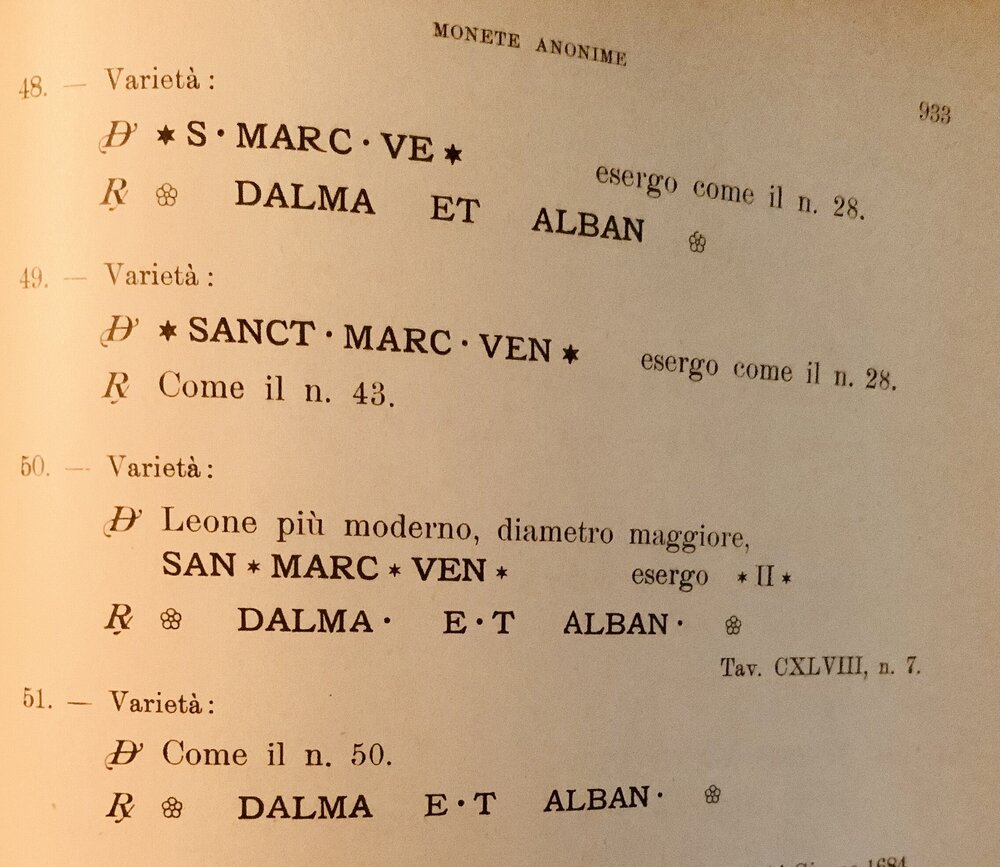 MONETE ANONIME
933
48. — Varietà :
D ✶ S · MARC · VE ✶ esergo come il n. 28.
R ❀ DALMA ET ALBAN ❀
49. — Varietà :
D ✶ SANCT · MARC · VEN ✶ esergo come il n. 28.
R Come il n. 43.
50. — Varietà :
D Leone più moderno, diametro maggiore,
SAN ✶ MARC ✶ VEN ✶ esergo ✶ II ✶
R ❀ DALMA · E · T ALBAN · ❀
Tav. CXLVIII, n. 7.
51. — Varietà :
D Come il n. 50.
R ❀ DALMA E · T ALBAN · ❀
1684